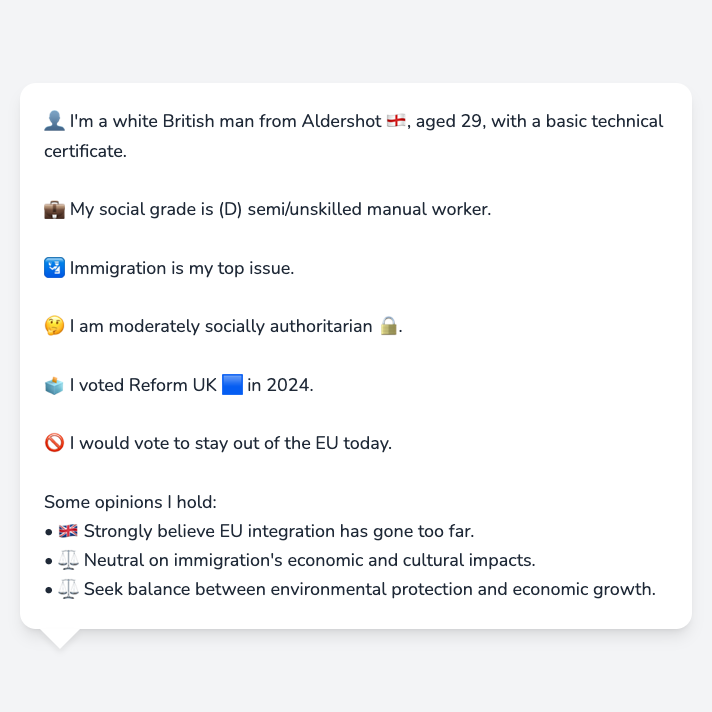 👤 I'm a white British man from Aldershot 🏴󠁧󠁢󠁥󠁮󠁧󠁿, aged 29, with a basic technical
certificate.
💼 My social grade is (D) semi/unskilled manual worker.
🛂 Immigration is my top issue.
🤔 I am moderately socially authoritarian 🔒.
🗳️ I voted Reform UK 🟦 in 2024.
🚫 I would vote to stay out of the EU today.
Some opinions I hold:
• 🇬🇧 Strongly believe EU integration has gone too far.
• ⚖️ Neutral on immigration's economic and cultural impacts.
• ⚖️ Seek balance between environmental protection and economic growth.